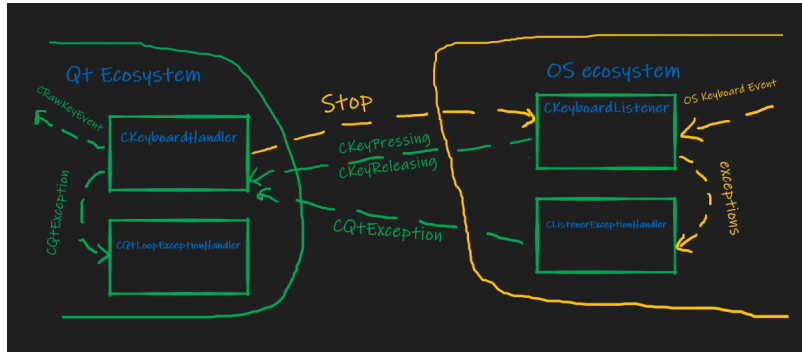 Qt Ecosystem
OS ecosystem
CRawKeyEvent
CKeyboardHandler
Stop
CKeyboardListener
OS Keyboard Event
CKeyPressing
CKeyReleasing
CQtException
CQtLoopExceptionHandler
CQtException
CListenerExceptionHandler
exceptions